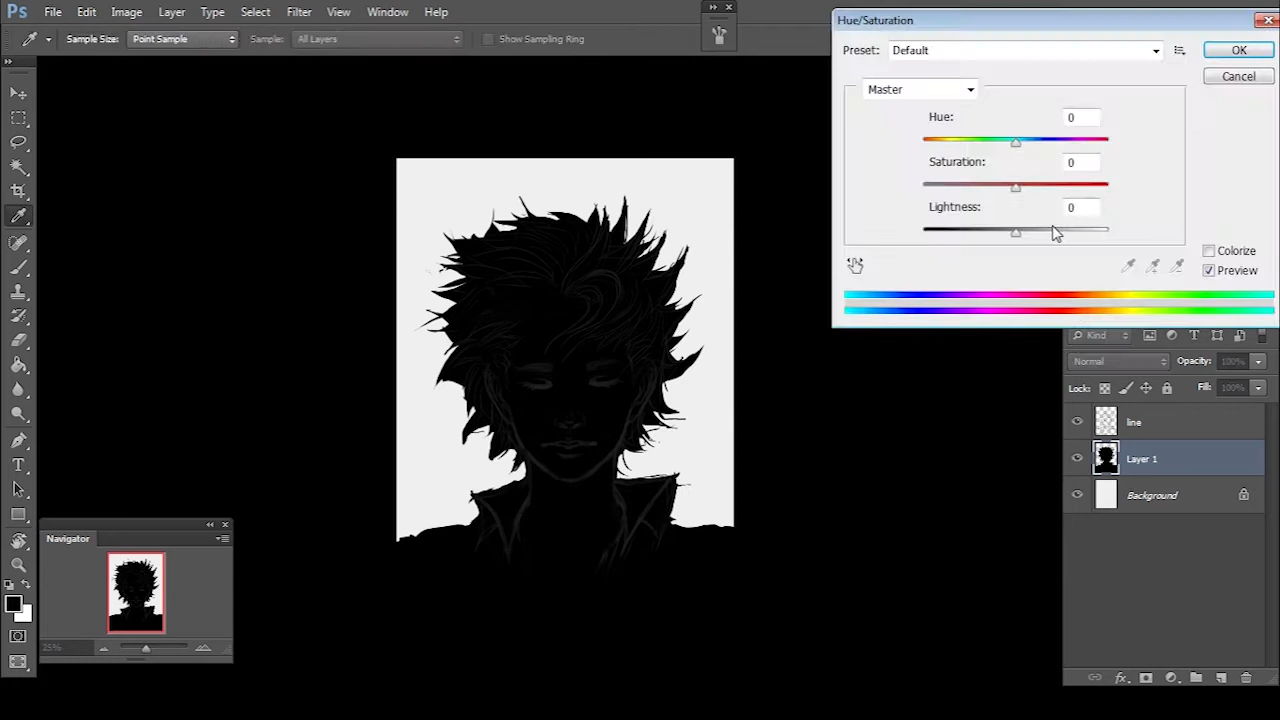 Ps File Edit Image Layer Type Select Filter View Window Help
Sample Size: Point Sample Sample: All Layers Show Sampling Ring
Hue/Saturation
Preset: Default OK
Cancel
Master
Hue: 0
Saturation: 0
Lightness: 0
Colorize
Preview
Kind
Normal Opacity: 100%
Lock: Fill: 100%
line
Layer 1
Background
Navigator
25%